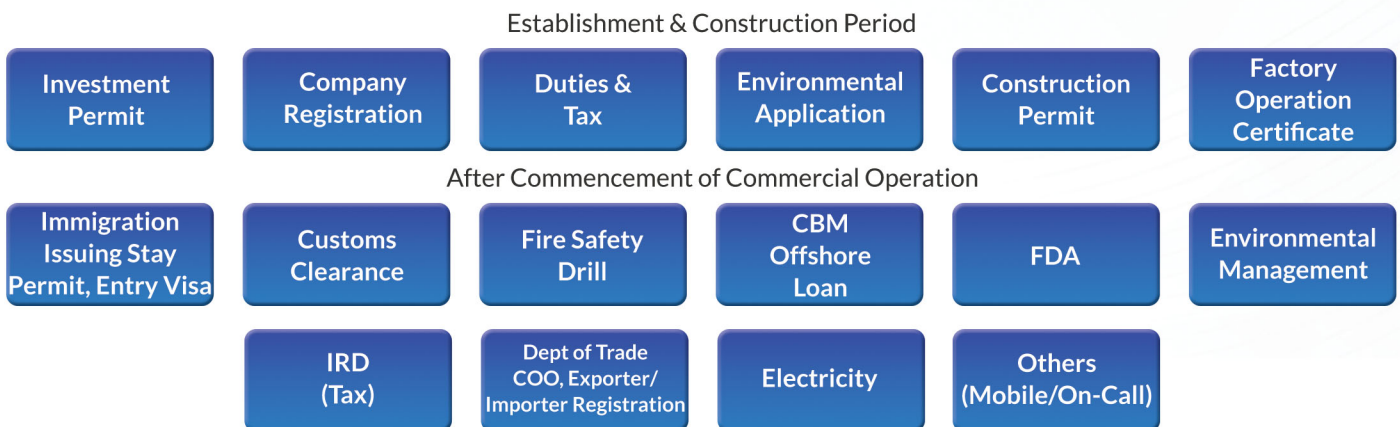 Establishment & Construction Period
Investment
Permit
Company
Registration
Duties &
Tax
Environmental
Application
Construction
Permit
Factory
Operation
Certificate
After Commencement of Commercial Operation
Immigration
Issuing Stay
Permit, Entry Visa
Customs
Clearance
Fire Safety
Drill
CBM
Offshore
Loan
FDA
Environmental
Management
IRD
(Tax)
Dept of Trade
COO, Exporter/
Importer Registration
Electricity
Others
(Mobile/On-Call)